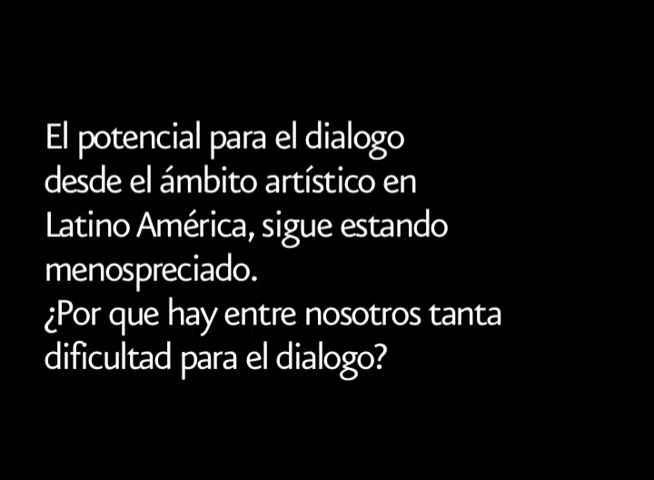 El potencial para el dialogo
desde el ámbito artístico en
Latino América, sigue estando
menospreciado.
¿Por que hay entre nosotros tanta
dificultad para el dialogo?